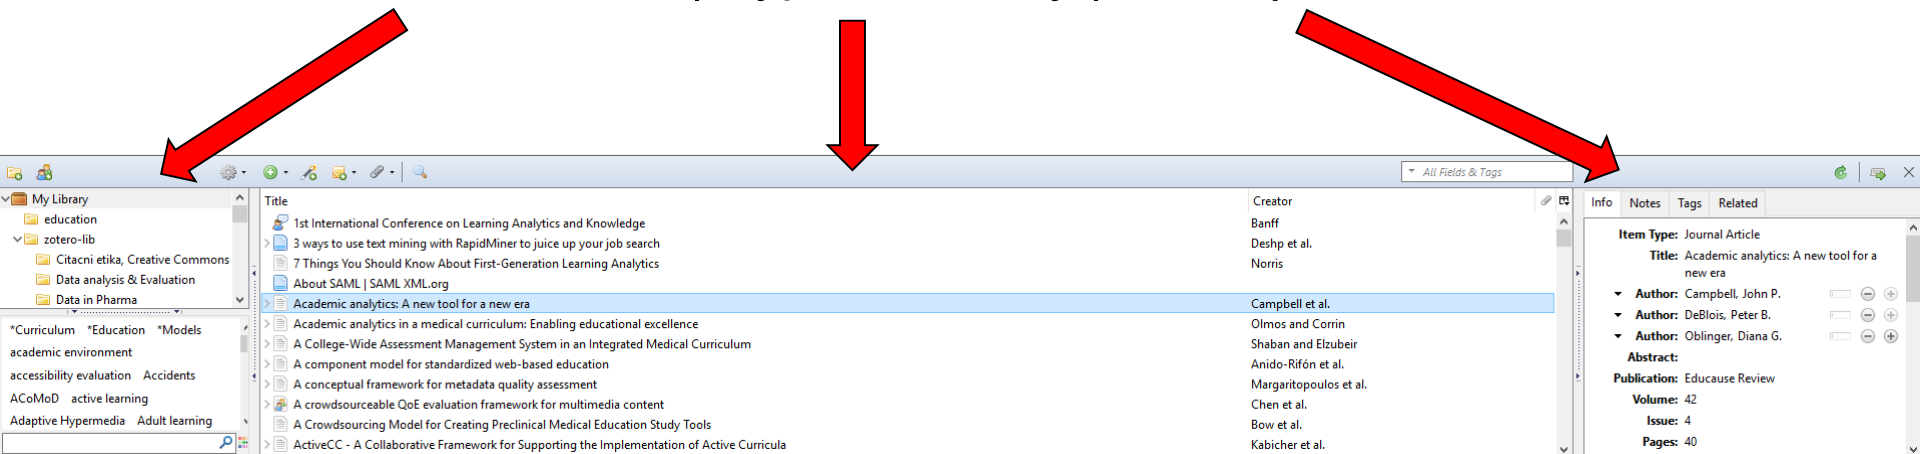 All Fields & Tags
My Library
education
zotero-lib
Citacni etika, Creative Commons
Data analysis & Evaluation
Data in Pharma
*Curriculum *Education *Models
academic environment
accessibility evaluation Accidents
ACoMoD active learning
Adaptive Hypermedia Adult learning
Title Creator
1st International Conference on Learning Analytics and Knowledge Banff
3 ways to use text mining with RapidMiner to juice up your job search Deshp et al.
7 Things You Should Know About First-Generation Learning Analytics Norris
About SAML | SAML XML.org
Academic analytics: A new tool for a new era Campbell et al.
Academic analytics in a medical curriculum: Enabling educational excellence Olmos and Corrin
A College-Wide Assessment Management System in an Integrated Medical Curriculum Shaban and Elzubeir
A component model for standardized web-based education Anido-Rifón et al.
A conceptual framework for metadata quality assessment Margaritopoulos et al.
A crowdsourceable QoE evaluation framework for multimedia content Chen et al.
A Crowdsourcing Model for Creating Preclinical Medical Education Study Tools Bow et al.
ActiveCC - A Collaborative Framework for Supporting the Implementation of Active Curricula Kabicher et al.
Info Notes Tags Related
Item Type: Journal Article
Title: Academic analytics: A new tool for a
new era
Author: Campbell, John P.
Author: DeBlois, Peter B.
Author: Oblinger, Diana G.
Abstract:
Publication: Educause Review
Volume: 42
Issue: 4
Pages: 40